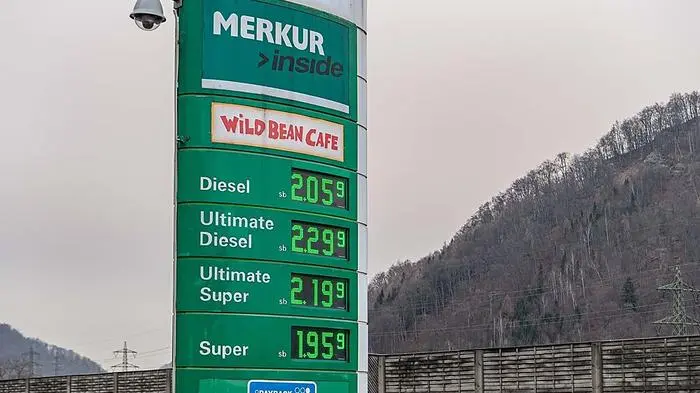 MERKUR
>inside
WiLD BEAN CAFE
Diesel sb 2.05⁹
Ultimate
Diesel sb 2.29⁹
Ultimate
Super sb 2.19⁹
Super sb 1.95⁹
PAYBACK